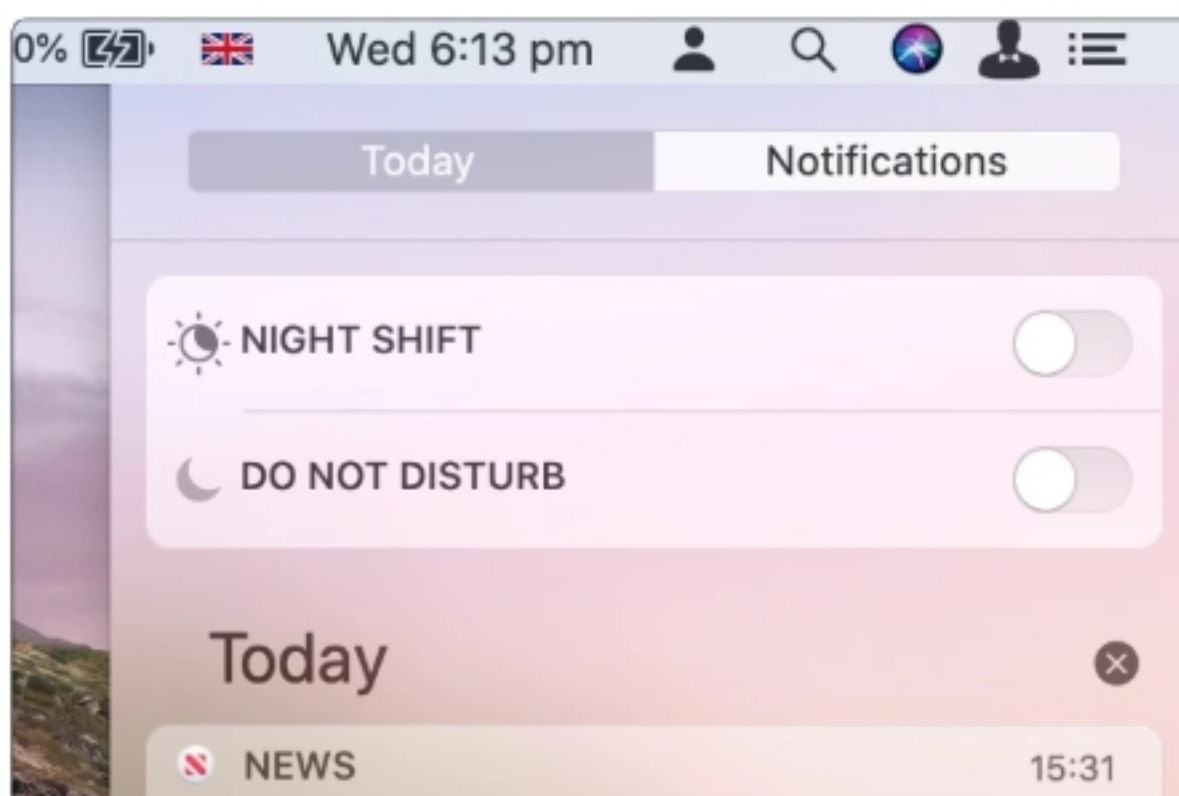 0% Wed 6:13 pm
Today Notifications
NIGHT SHIFT
DO NOT DISTURB
Today
NEWS 15:31